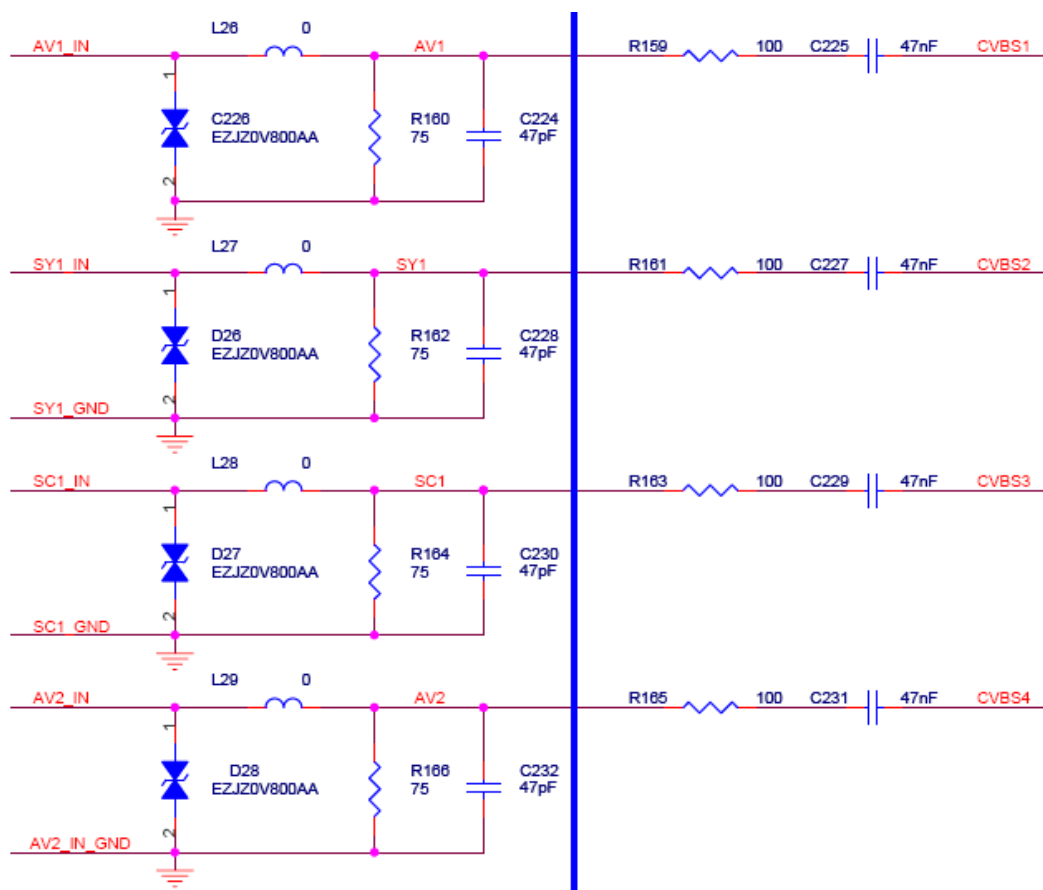 L26 0
AV1_IN AV1 R159 100 C225 47nF CVBS1
1
C226 R160 C224
EZJZ0V800AA 75 47pF
2
L27 0
SY1_IN SY1 R161 100 C227 47nF CVBS2
1
D26 R162 C228
EZJZ0V800AA 75 47pF
2
SY1_GND
L28 0
SC1_IN SC1 R163 100 C229 47nF CVBS3
1
D27 R164 C230
EZJZ0V800AA 75 47pF
2
SC1_GND
L29 0
AV2_IN AV2 R165 100 C231 47nF CVBS4
1
D28 R166 C232
EZJZ0V800AA 75 47pF
2
AV2_IN_GND